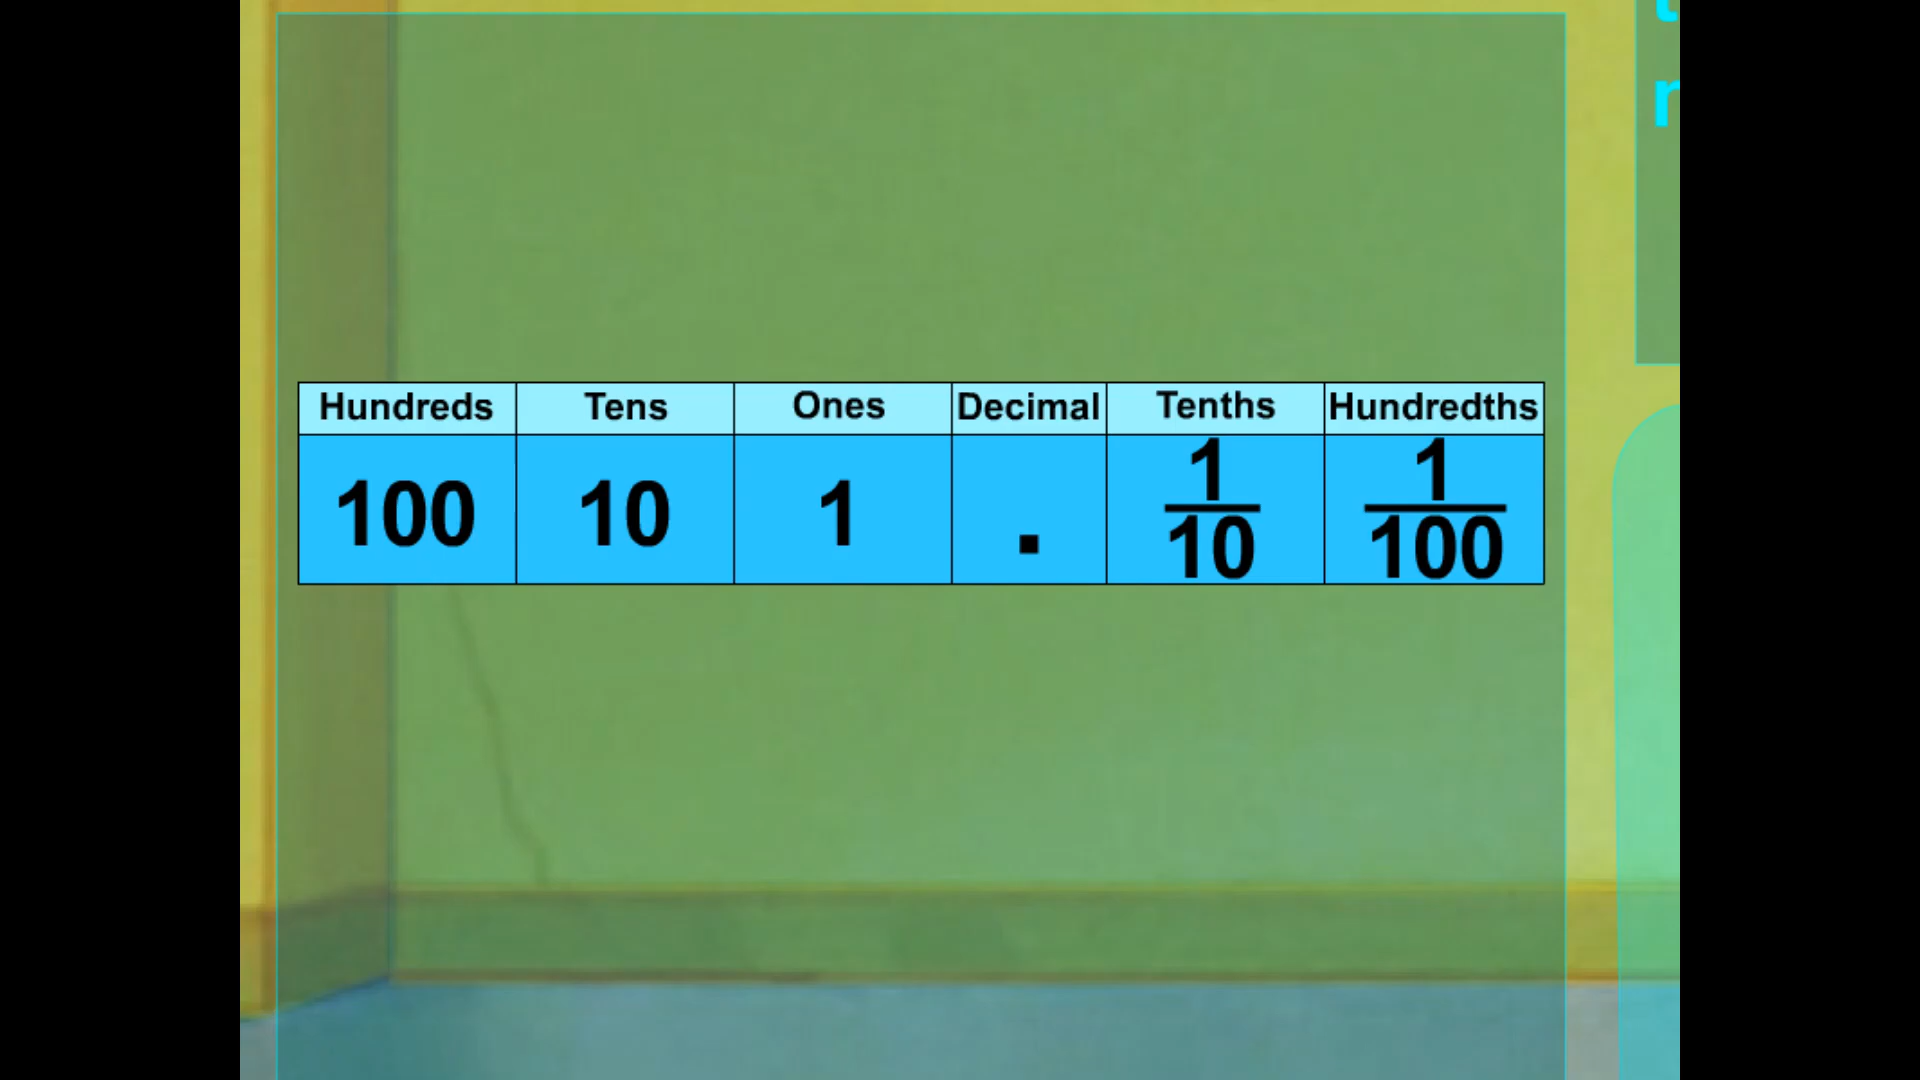 Hundreds Tens Ones Decimal Tenths Hundredths
100 10 1 . 1/10 1/100